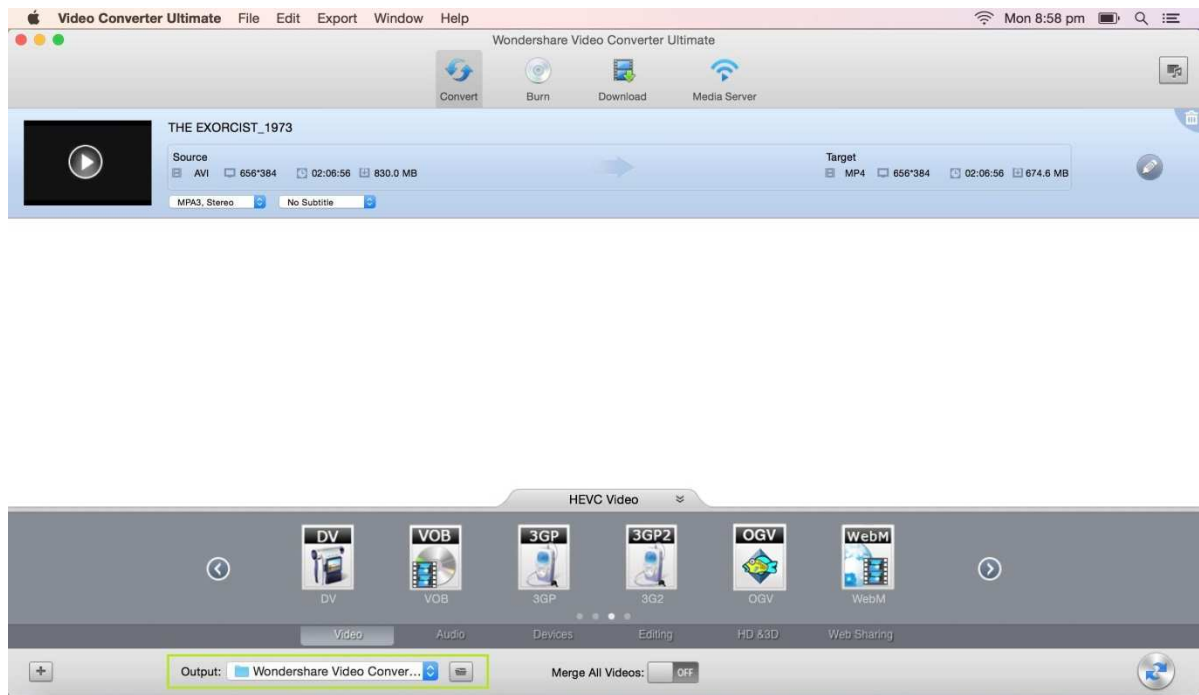 Video Converter Ultimate File Edit Export Window Help Mon 8:58 pm
Wondershare Video Converter Ultimate
Convert Burn Download Media Server
THE EXORCIST_1973
Source Target
AVI 656*384 02:06:56 830.0 MB MP4 656*384 02:06:56 674.6 MB
MPA3, Stereo No Subtitle
HEVC Video
DV VOB 3GP 3GP2 OGV WebM
DV VOB 3GP 3G2 OGV WebM
Video Audio Devices Editing HD &3D Web Sharing
Output: Wondershare Video Conver... Merge All Videos: OFF